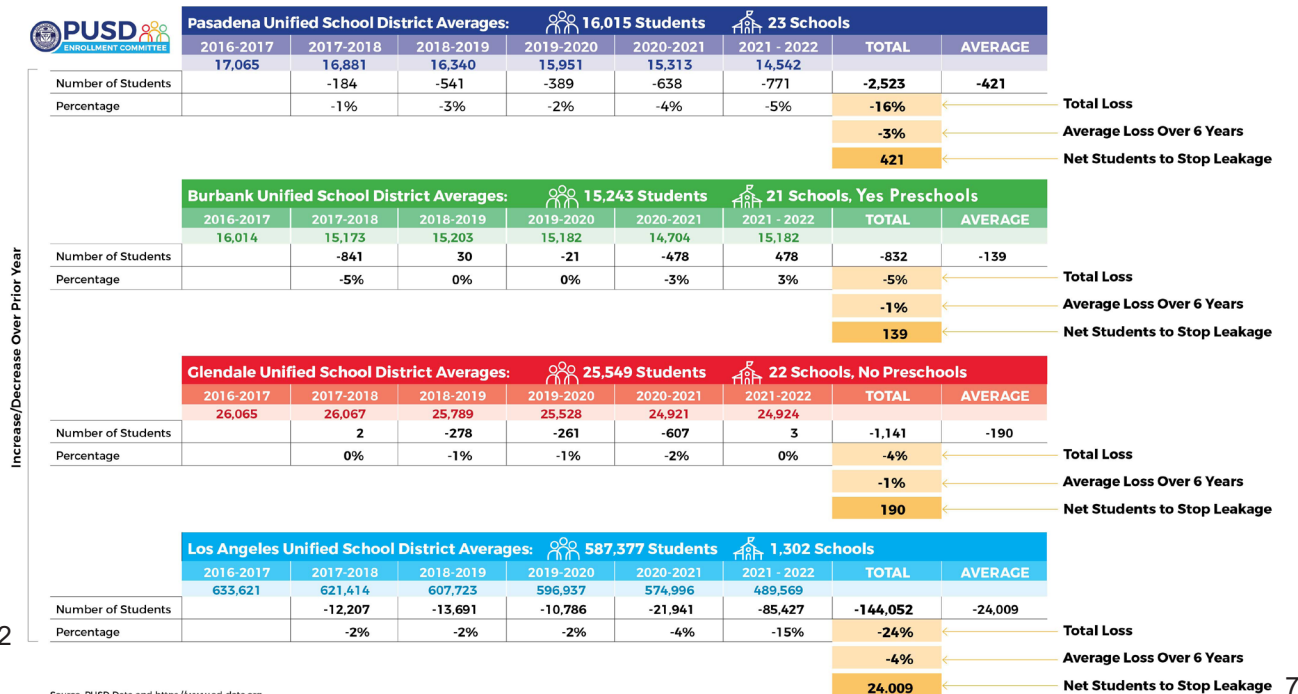 PUSD
ENROLLMENT COMMITTEE
Pasadena Unified School District Averages: 16,015 Students 23 Schools
2016-2017 2017-2018 2018-2019 2019-2020 2020-2021 2021 - 2022 TOTAL AVERAGE
17,065 16,881 16,340 15,951 15,313 14,542
Number of Students -184 -541 -389 -638 -771 -2,523 -421
Percentage -1% -3% -2% -4% -5% -16% Total Loss
-3% Average Loss Over 6 Years
421 Net Students to Stop Leakage
Burbank Unified School District Averages: 15,243 Students 21 Schools, Yes Preschools
2016-2017 2017-2018 2018-2019 2019-2020 2020-2021 2021 - 2022 TOTAL AVERAGE
16,014 15,173 15,203 15,182 14,704 15,182
Number of Students -841 30 -21 -478 478 -832 -139
Percentage -5% 0% 0% -3% 3% -5% Total Loss
-1% Average Loss Over 6 Years
139 Net Students to Stop Leakage
Increase/Decrease Over Prior Year
Glendale Unified School District Averages: 25,549 Students 22 Schools, No Preschools
2016-2017 2017-2018 2018-2019 2019-2020 2020-2021 2021-2022 TOTAL AVERAGE
26,065 26,067 25,789 25,528 24,921 24,924
Number of Students 2 -278 -261 -607 3 -1,141 -190
Percentage 0% -1% -1% -2% 0% -4% Total Loss
-1% Average Loss Over 6 Years
190 Net Students to Stop Leakage
Los Angeles Unified School District Averages: 587,377 Students 1,302 Schools
2016-2017 2017-2018 2018-2019 2019-2020 2020-2021 2021 - 2022 TOTAL AVERAGE
633,621 621,414 607,723 596,937 574,996 489,569
Number of Students -12,207 -13,691 -10,786 -21,941 -85,427 -144,052 -24,009
Percentage -2% -2% -2% -4% -15% -24% Total Loss
2
-4% Average Loss Over 6 Years
24,009 Net Students to Stop Leakage
7